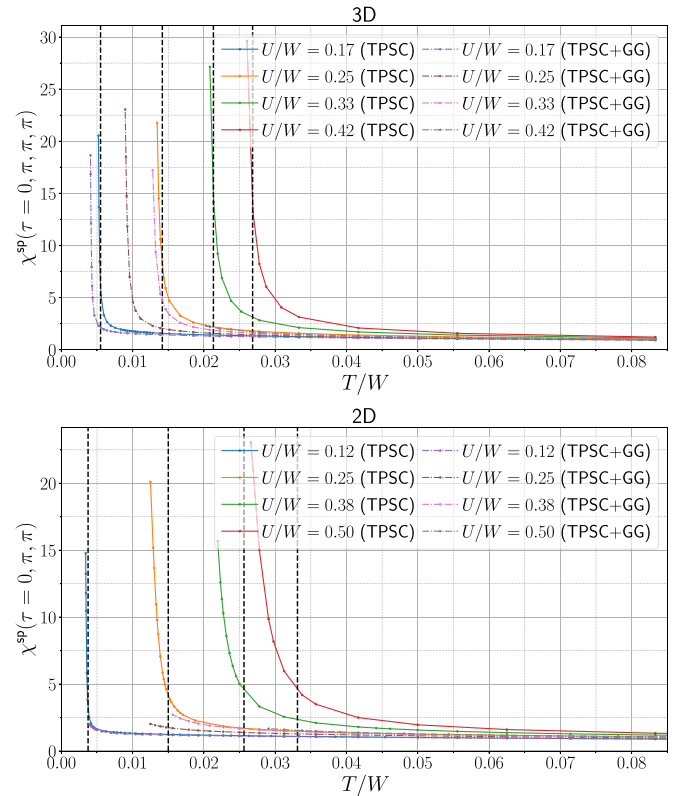 3D
χ^sp(τ = 0, π, π, π)
30
25
20
15
10
5
0
U/W = 0.17 (TPSC) U/W = 0.17 (TPSC+GG)
U/W = 0.25 (TPSC) U/W = 0.25 (TPSC+GG)
U/W = 0.33 (TPSC) U/W = 0.33 (TPSC+GG)
U/W = 0.42 (TPSC) U/W = 0.42 (TPSC+GG)
0.00 0.01 0.02 0.03 0.04 0.05 0.06 0.07 0.08
T/W
2D
χ^sp(τ = 0, π, π)
20
15
10
5
0
U/W = 0.12 (TPSC) U/W = 0.12 (TPSC+GG)
U/W = 0.25 (TPSC) U/W = 0.25 (TPSC+GG)
U/W = 0.38 (TPSC) U/W = 0.38 (TPSC+GG)
U/W = 0.50 (TPSC) U/W = 0.50 (TPSC+GG)
0.00 0.01 0.02 0.03 0.04 0.05 0.06 0.07 0.08
T/W